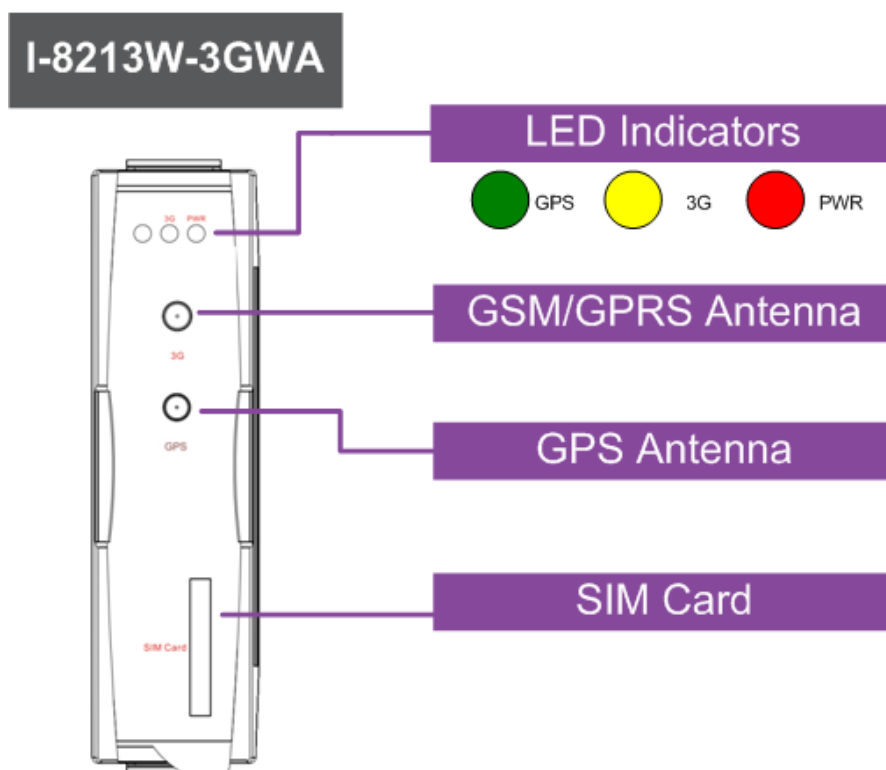 I-8213W-3GWA
LED Indicators
GPS 3G PWR
3G PWR
GSM/GPRS Antenna
3G
GPS Antenna
GPS
SIM Card
SIM Card